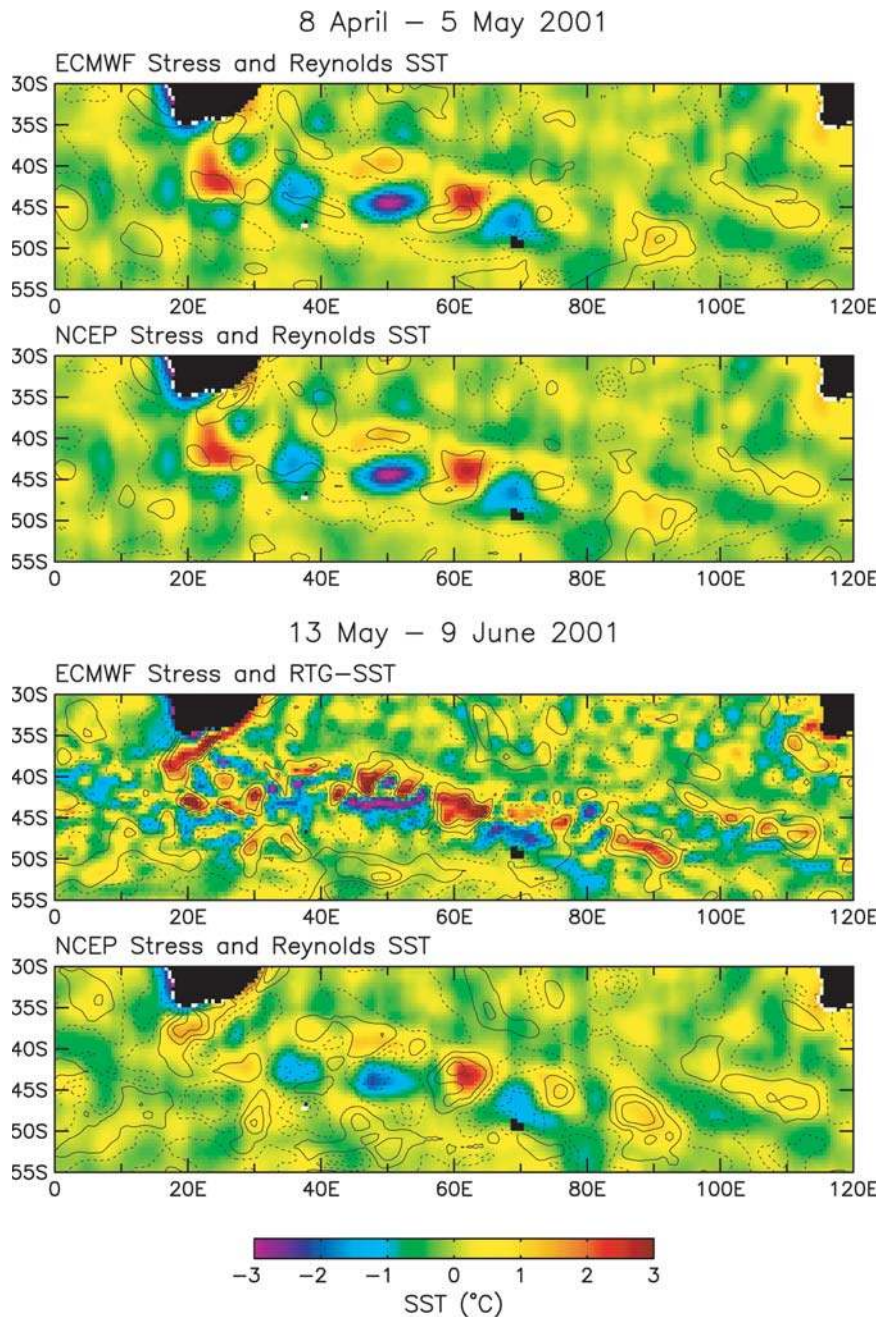 8 April – 5 May 2001
ECMWF Stress and Reynolds SST
30S
35S
40S
45S
50S
55S
0 20E 40E 60E 80E 100E 120E
NCEP Stress and Reynolds SST
30S
35S
40S
45S
50S
55S
0 20E 40E 60E 80E 100E 120E
13 May – 9 June 2001
ECMWF Stress and RTG–SST
30S
35S
40S
45S
50S
55S
0 20E 40E 60E 80E 100E 120E
NCEP Stress and Reynolds SST
30S
35S
40S
45S
50S
55S
0 20E 40E 60E 80E 100E 120E
−3 −2 −1 0 1 2 3
SST (°C)